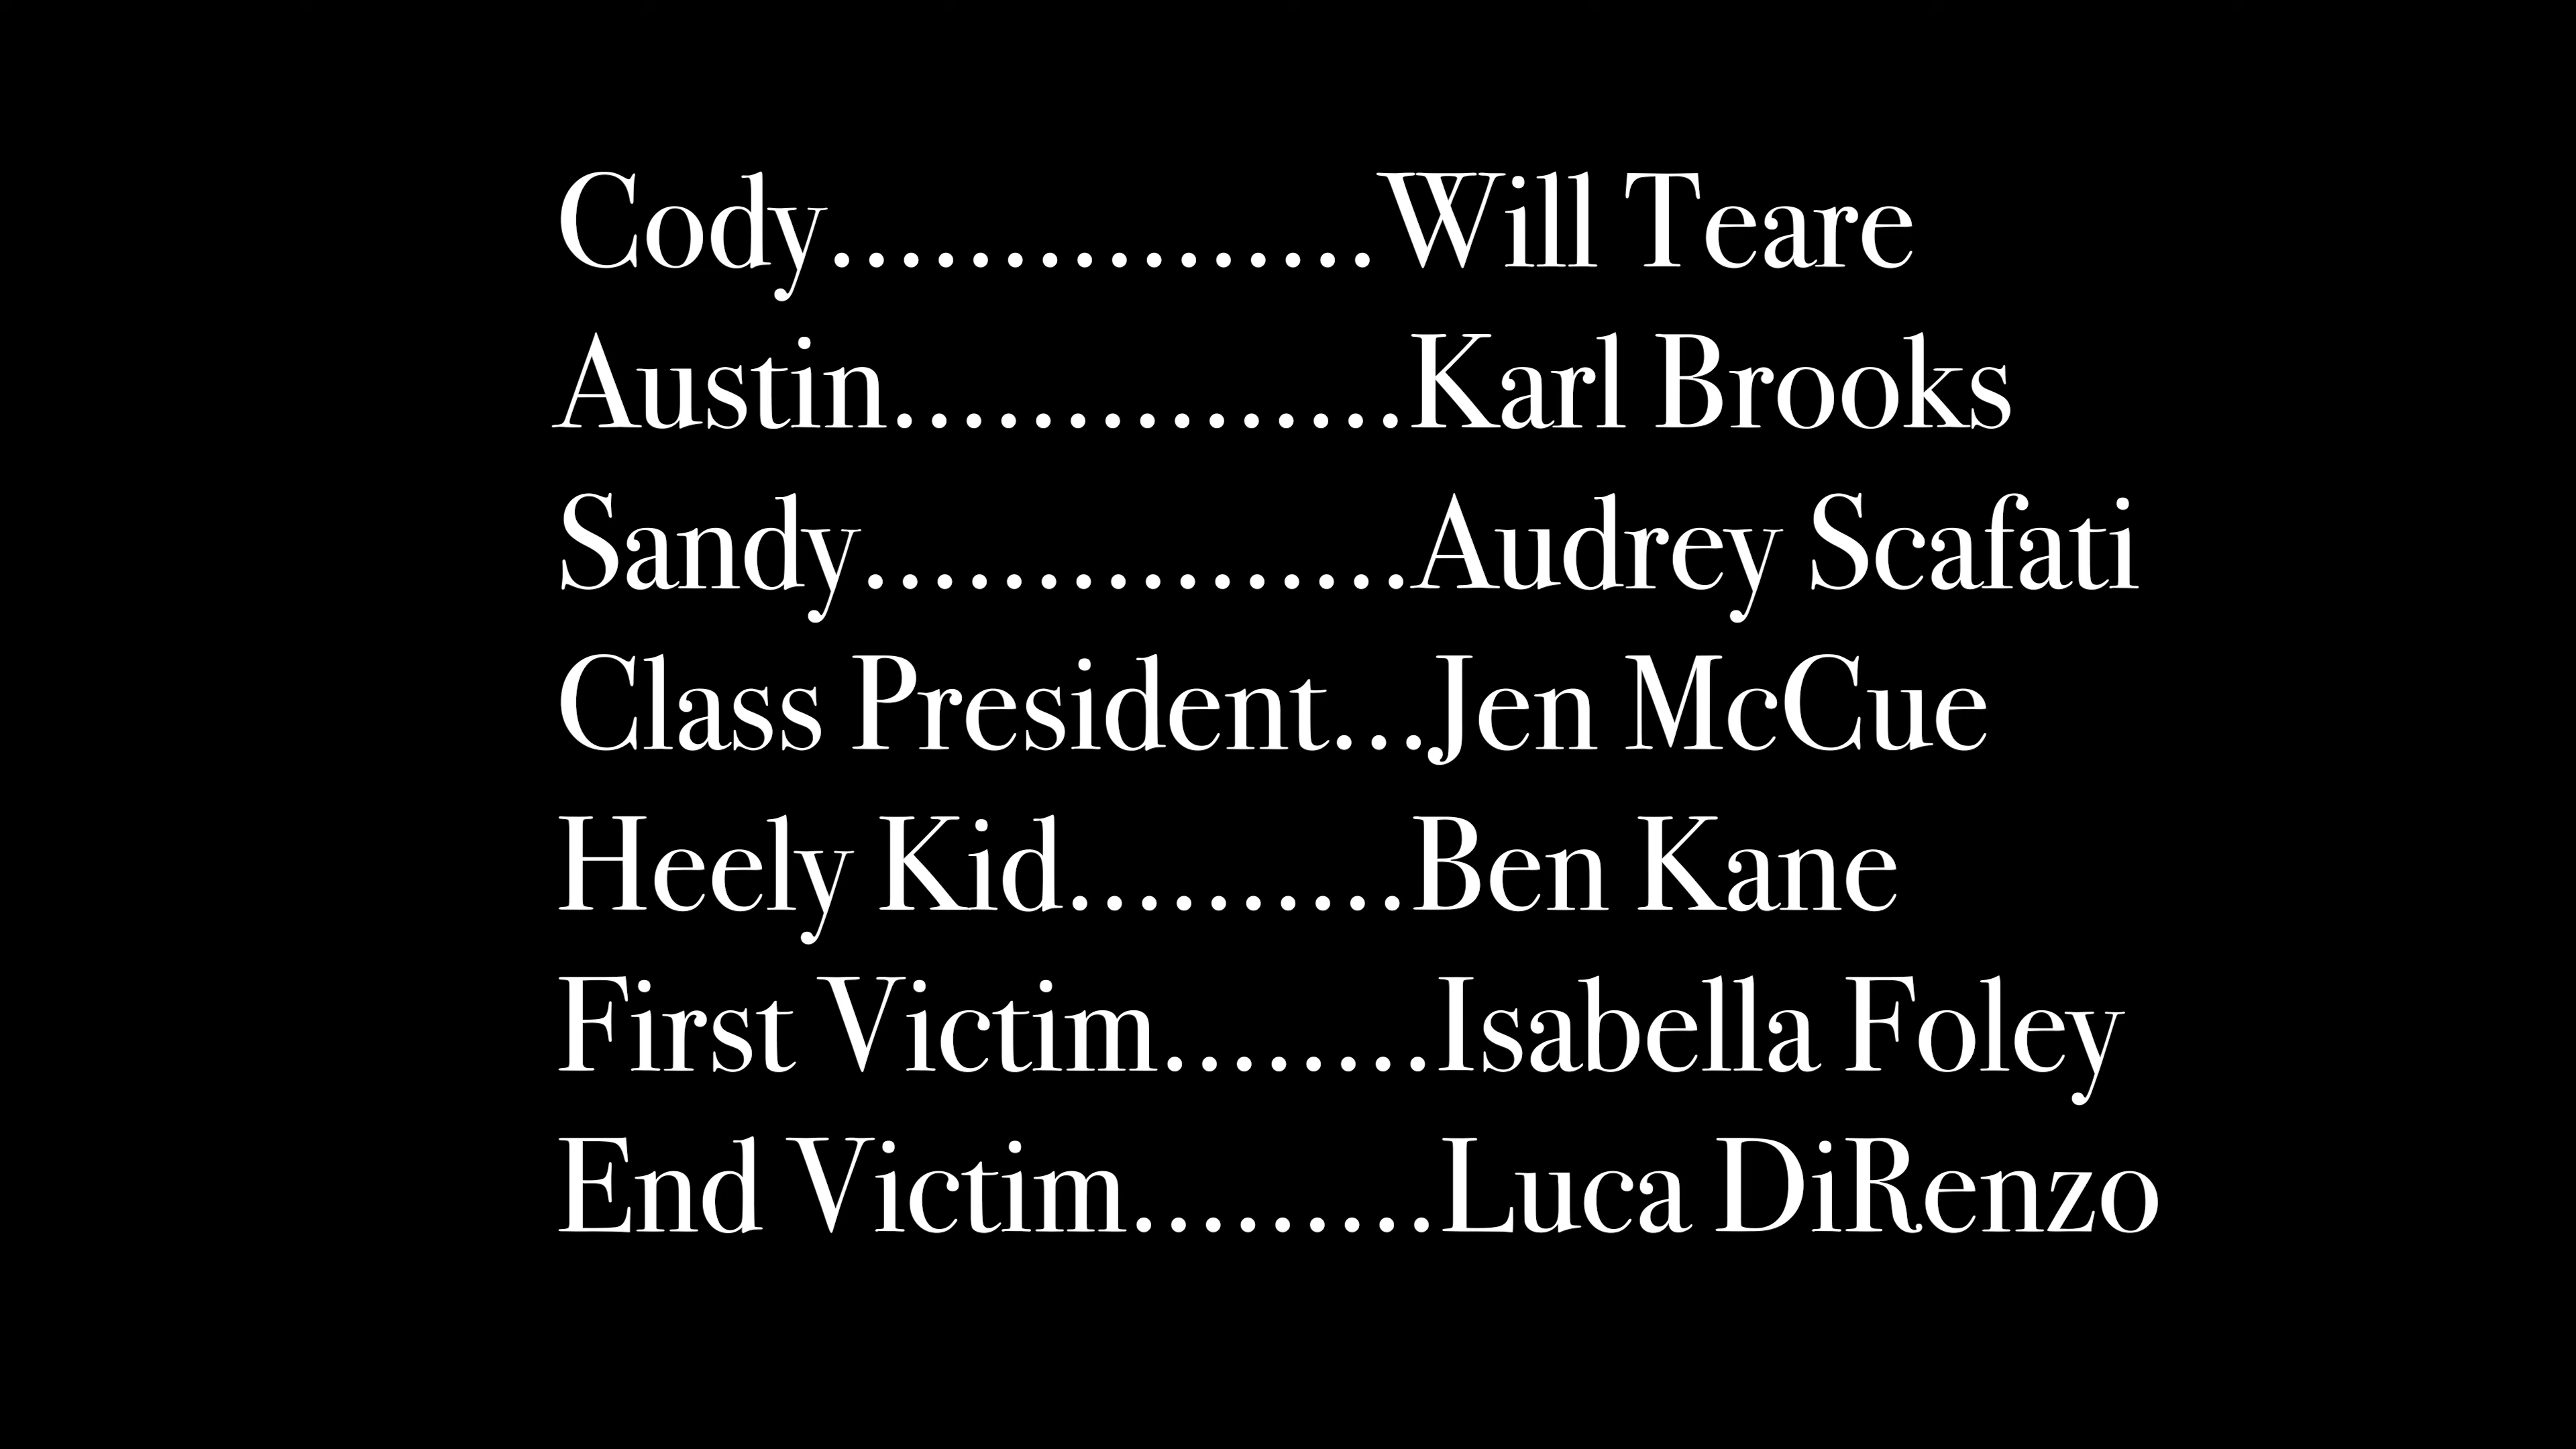 Cody................Will Teare
Austin...............Karl Brooks
Sandy................Audrey Scafati
Class President...Jen McCue
Heely Kid..........Ben Kane
First Victim........Isabella Foley
End Victim.........Luca DiRenzo